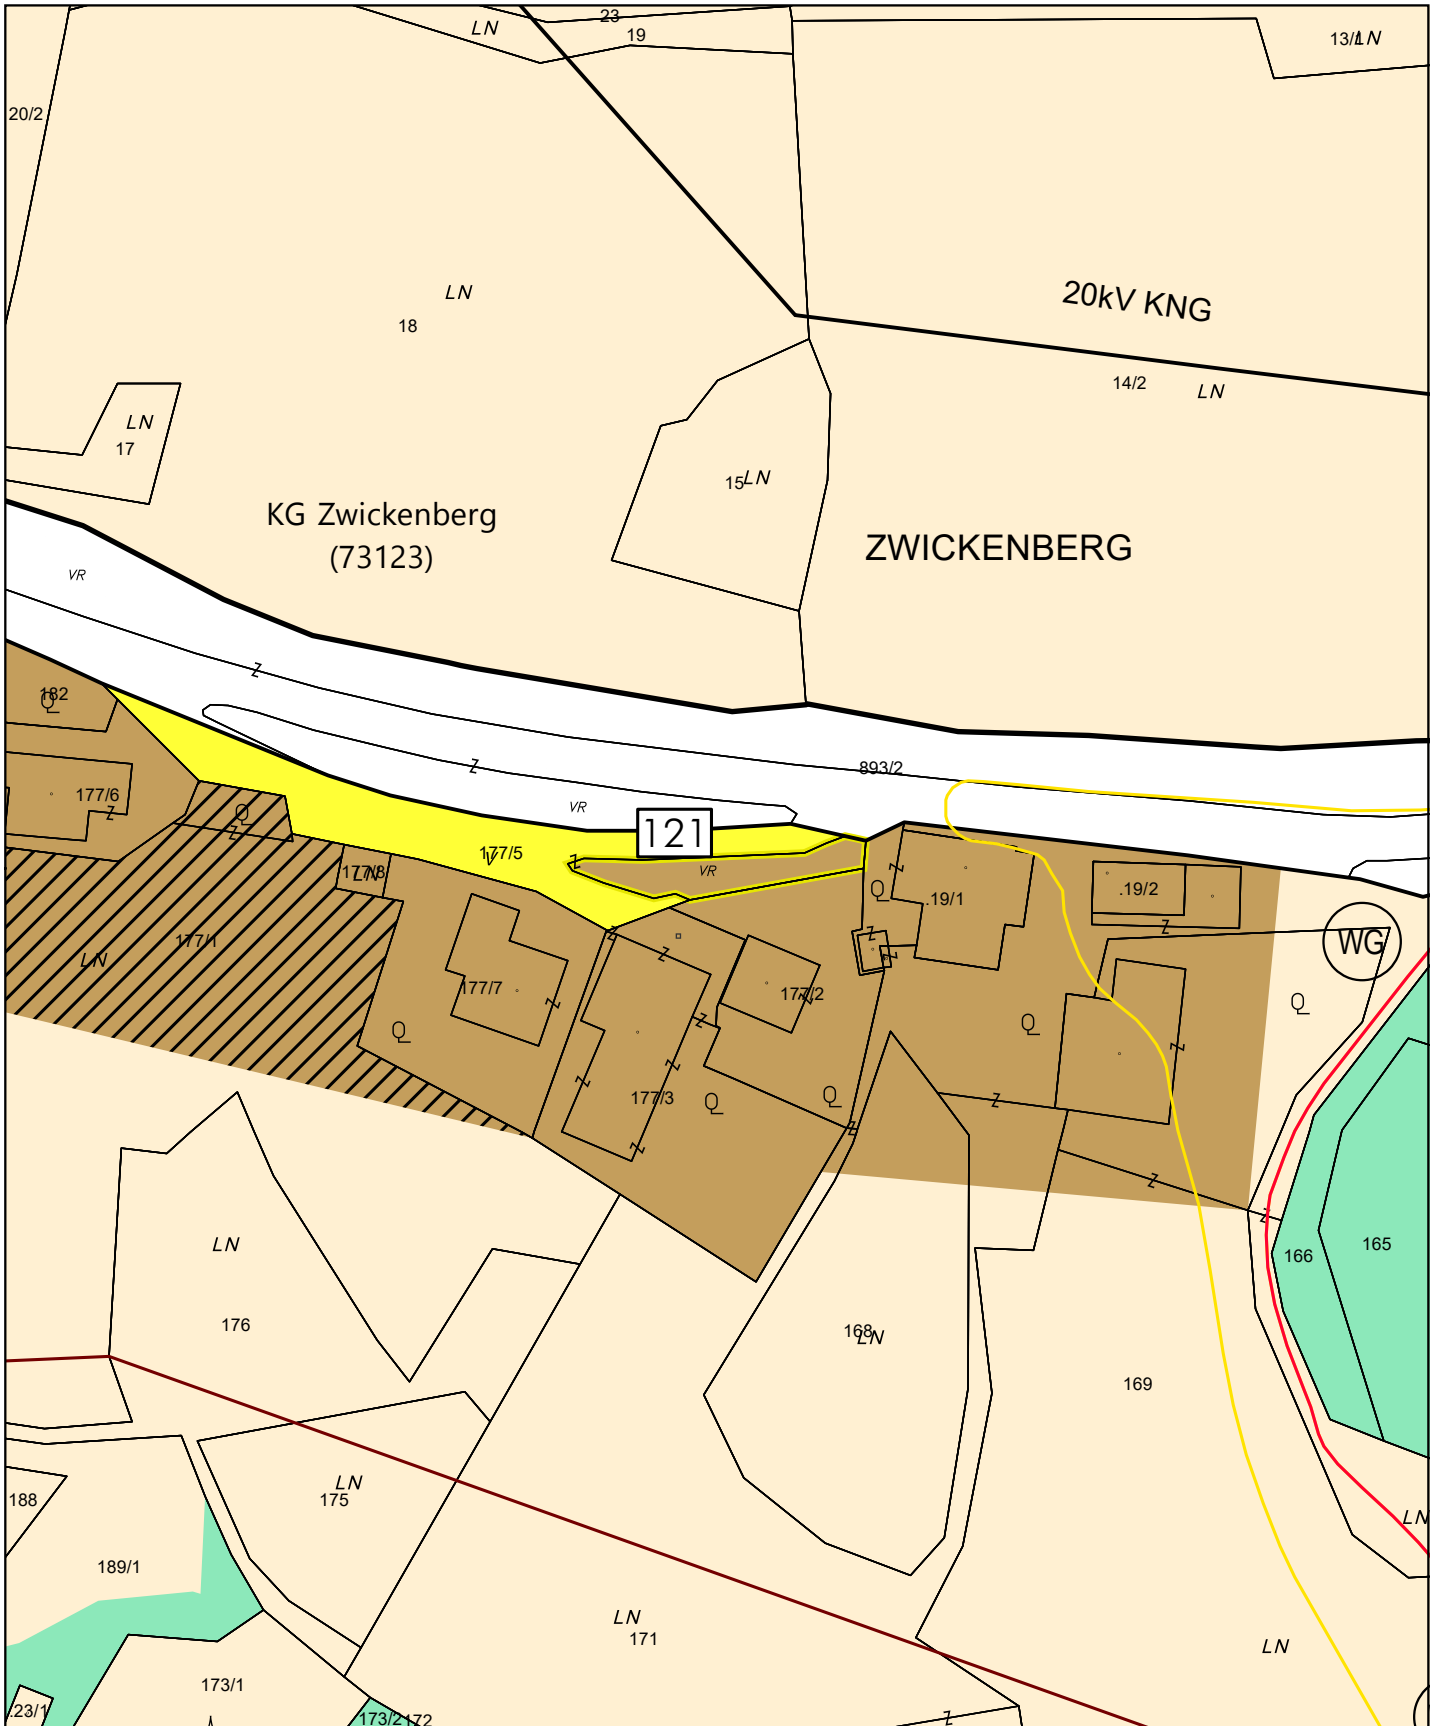 23
LN
19
13/1
LN
20/2
LN
20kV KNG
18
14/2
LN
LN
17
15
LN
KG Zwickenberg
(73123)
ZWICKENBERG
VR
Z
182
Q
Z
893/2
177/6
Z
Q
Z
VR
121
177/5
V
Z
VR
177/8
LN
Z
Q
.19/1
.19/2
Z
177/1
LN
Z
Z
Z
Z
WG
177/7
Z
177/2
Z
Q
Q
Q
Z
Z
Z
Z
177/3
Q
Q
Z
Z
Z
Z
Z
LN
166
165
176
168
LN
169
188
LN
175
LN
189/1
LN
171
LN
173/1
.23/1
173/2
172
Z